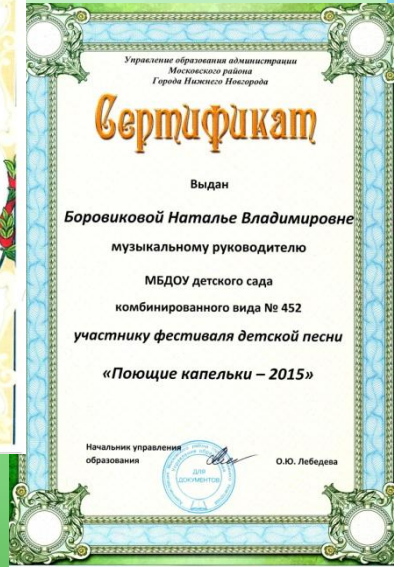 Управление образования администрации
Московского района
Города Нижнего Новгорода
Сертификат
Выдан
Боровиковой Наталье Владимировне
музыкальному руководителю
МБДОУ детского сада
комбинированного вида № 452
участнику фестиваля детской песни
«Поющие капельки – 2015»
Начальник управления
образования
О.Ю. Лебедева
ДЛЯ
ДОКУМЕНТОВ